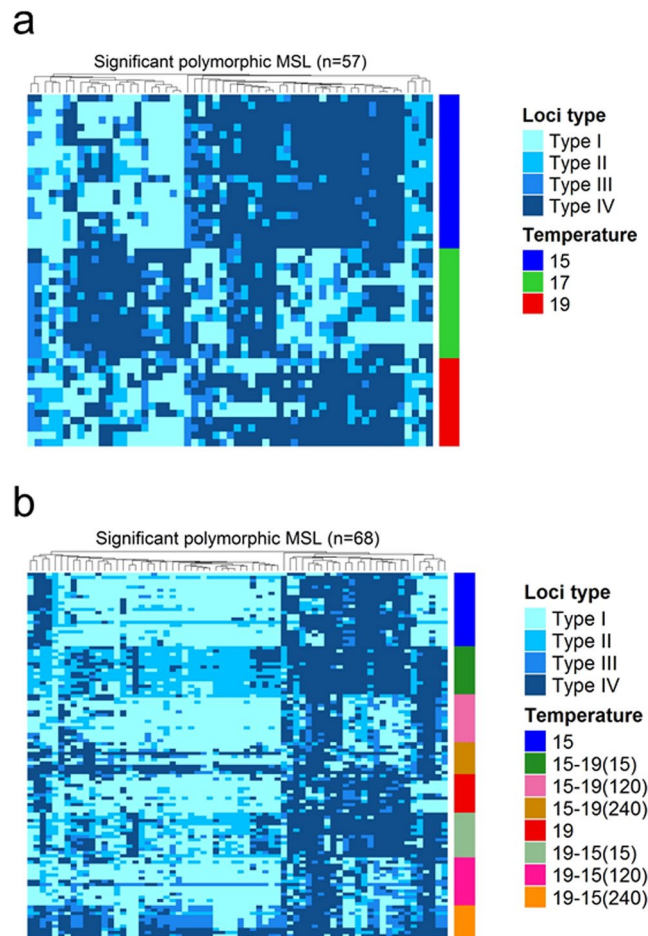 a
Significant polymorphic MSL (n=57)
Loci type
Type I
Type II
Type III
Type IV
Temperature
15
17
19
b
Significant polymorphic MSL (n=68)
Loci type
Type I
Type II
Type III
Type IV
Temperature
15
15-19(15)
15-19(120)
15-19(240)
19
19-15(15)
19-15(120)
19-15(240)